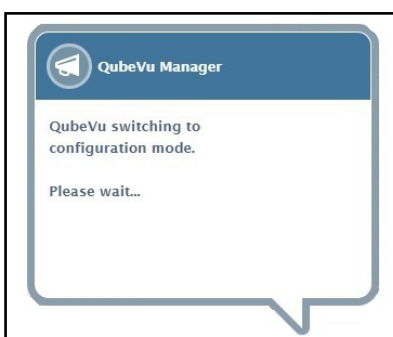 QubeVu Manager
QubeVu switching to
configuration mode.
Please wait...